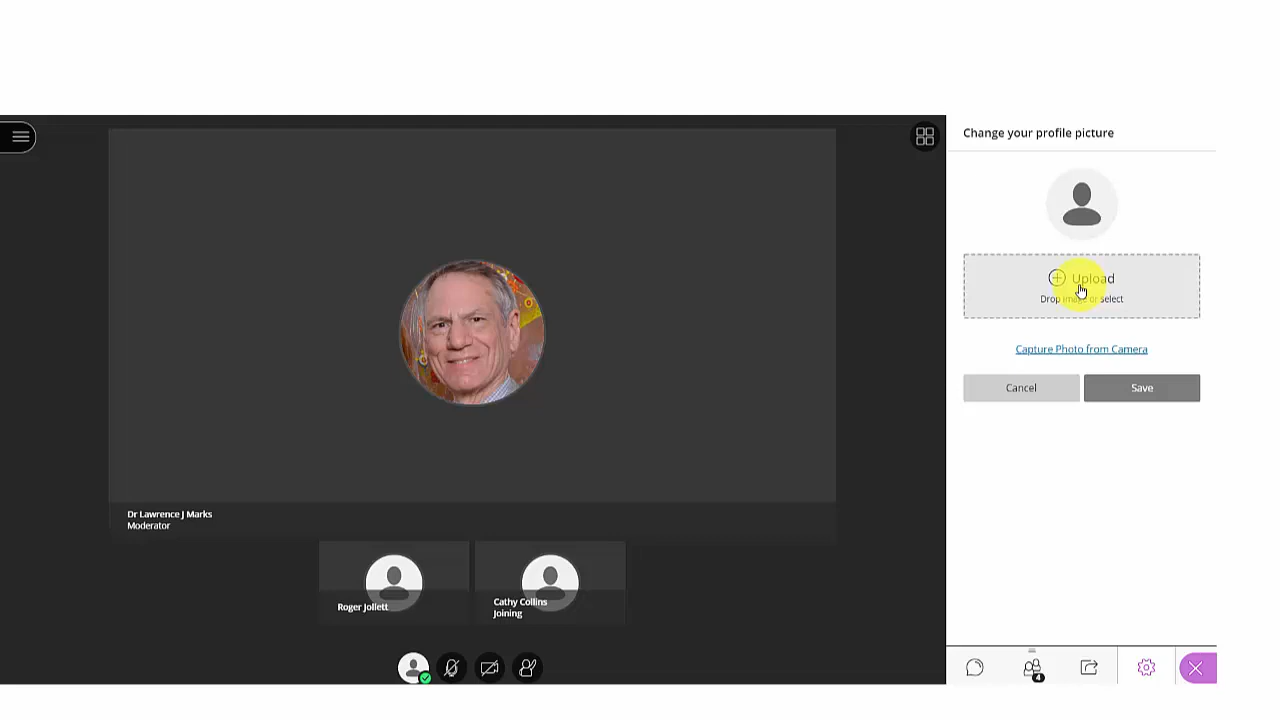 Change your profile picture
Upload
Drop image or select
Capture Photo from Camera
Cancel
Save
Dr Lawrence J Marks
Moderator
Roger Jollett
Cathy Collins
Joining
4